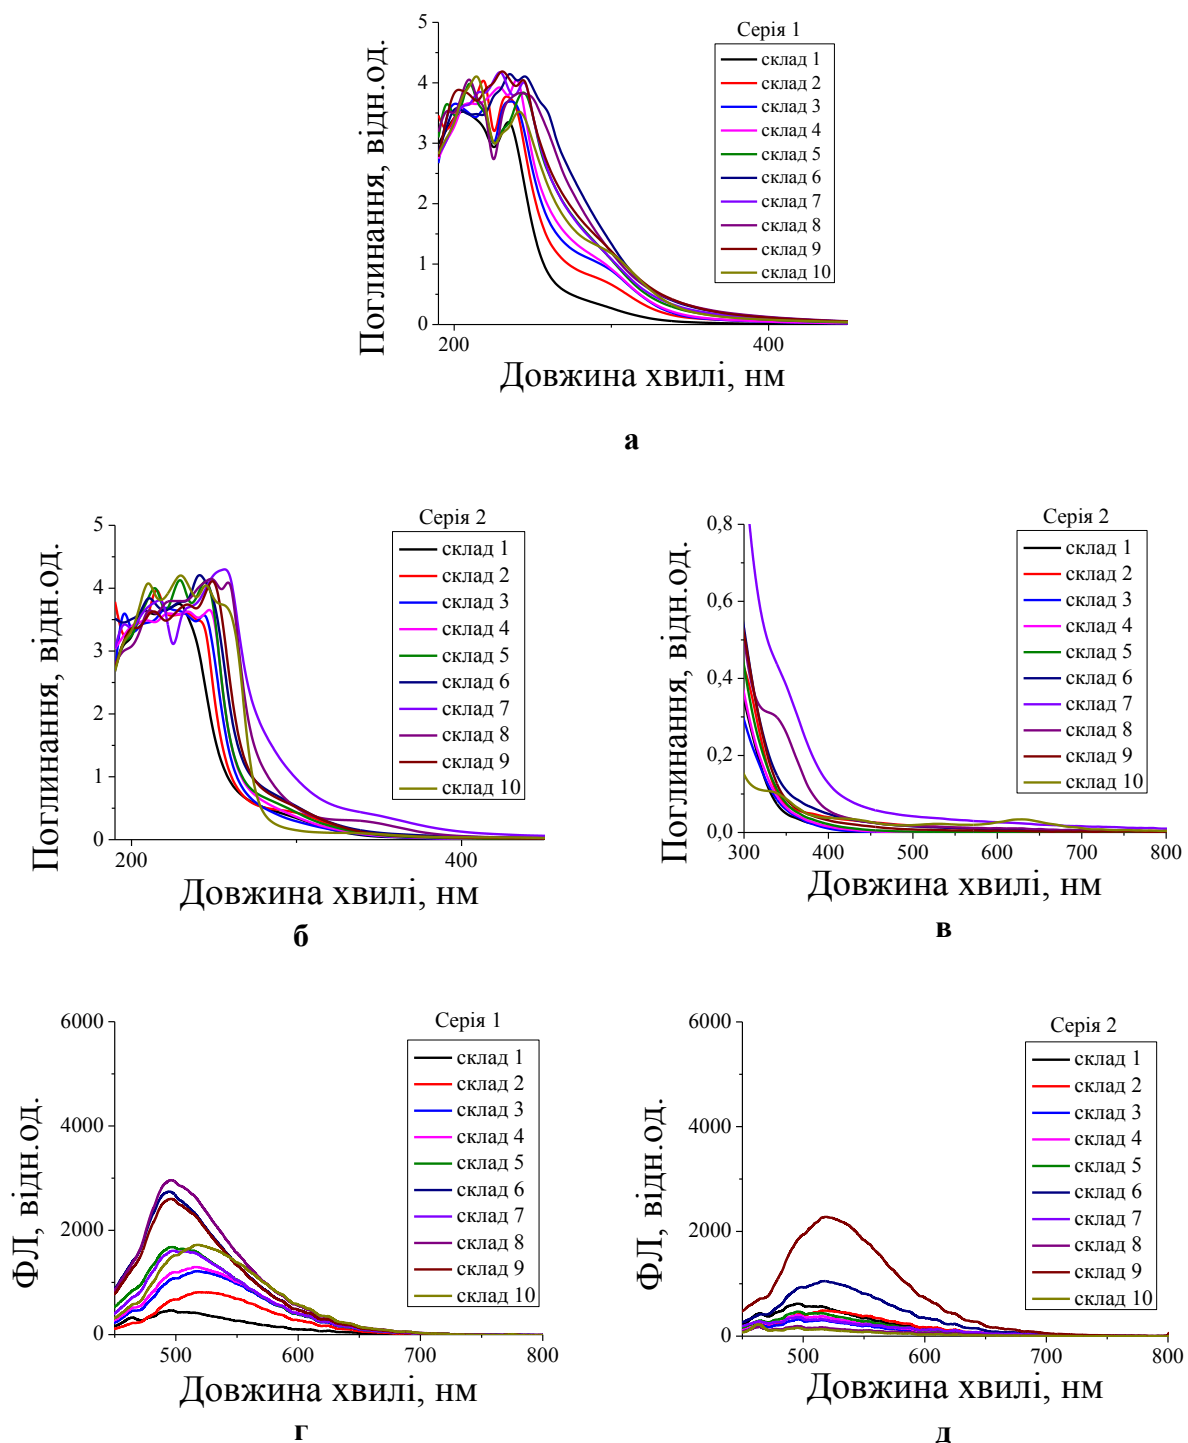 Серія 1
5
4
3
2
1
0
Поглинання, відн.од.
склад 1
склад 2
склад 3
склад 4
склад 5
склад 6
склад 7
склад 8
склад 9
склад 10
200
400
Довжина хвилі, нм
а
Серія 2
5
4
3
2
1
0
Поглинання, відн.од.
склад 1
склад 2
склад 3
склад 4
склад 5
склад 6
склад 7
склад 8
склад 9
склад 10
200
400
Довжина хвилі, нм
б
Серія 2
0,8
0,6
0,4
0,2
0,0
Поглинання, відн.од.
склад 1
склад 2
склад 3
склад 4
склад 5
склад 6
склад 7
склад 8
склад 9
склад 10
300
400
500
600
700
800
Довжина хвилі, нм
в
Серія 1
6000
4000
2000
0
ФЛ, відн.од.
склад 1
склад 2
склад 3
склад 4
склад 5
склад 6
склад 7
склад 8
склад 9
склад 10
500
600
700
800
Довжина хвилі, нм
г
Серія 2
6000
4000
2000
0
ФЛ, відн.од.
склад 1
склад 2
склад 3
склад 4
склад 5
склад 6
склад 7
склад 8
склад 9
склад 10
500
600
700
800
Довжина хвилі, нм
д